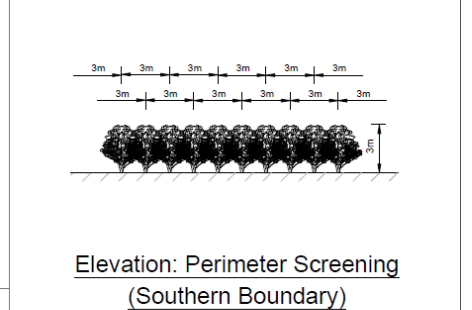 3m 3m 3m 3m 3m 3m
3m 3m 3m 3m 3m 3m
3m
Elevation: Perimeter Screening
(Southern Boundary)